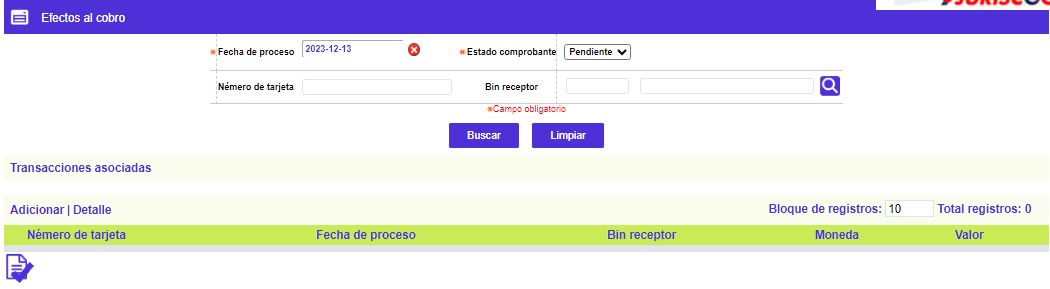 Efectos al cobro
*Fecha de proceso 2023-12-13 *Estado comprobante Pendiente
Némero de tarjeta Bin receptor
*Campo obligatorio
Buscar Limpiar
Transacciones asociadas
Adicionar | Detalle Bloque de registros: 10 Total registros: 0
Némero de tarjeta Fecha de proceso Bin receptor Moneda Valor